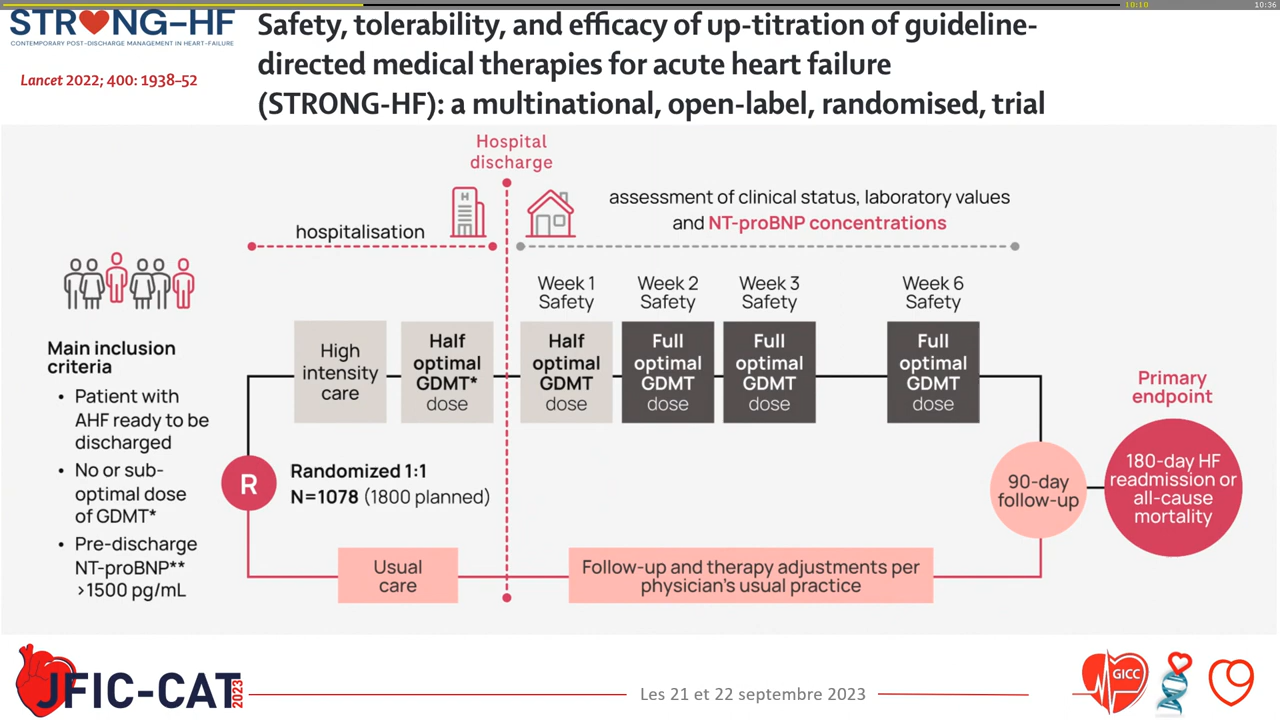 10:10
10:36
STRONG-HF
CONTEMPORARY POST-DISCHARGE MANAGEMENT IN HEART-FAILURE
Lancet 2022; 400: 1938–52
Safety, tolerability, and efficacy of up-titration of guideline-
directed medical therapies for acute heart failure
(STRONG-HF): a multinational, open-label, randomised, trial
Hospital
discharge
hospitalisation
H
assessment of clinical status, laboratory values
and NT-proBNP concentrations
Week 1
Safety
Week 2
Safety
Week 3
Safety
Week 6
Safety
Main inclusion
criteria
• Patient with
AHF ready to be
discharged
• No or sub-
optimal dose
of GDMT*
• Pre-discharge
NT-proBNP**
>1500 pg/mL
High
intensity
care
Half
optimal
GDMT*
dose
Half
optimal
GDMT
dose
Full
optimal
GDMT
dose
Full
optimal
GDMT
dose
Full
optimal
GDMT
dose
R
Randomized 1:1
N=1078 (1800 planned)
Usual
care
Follow-up and therapy adjustments per
physician's usual practice
90-day
follow-up
Primary
endpoint
180-day HF
readmission or
all-cause
mortality
JFIC-CAT
2023
Les 21 et 22 septembre 2023
GICC